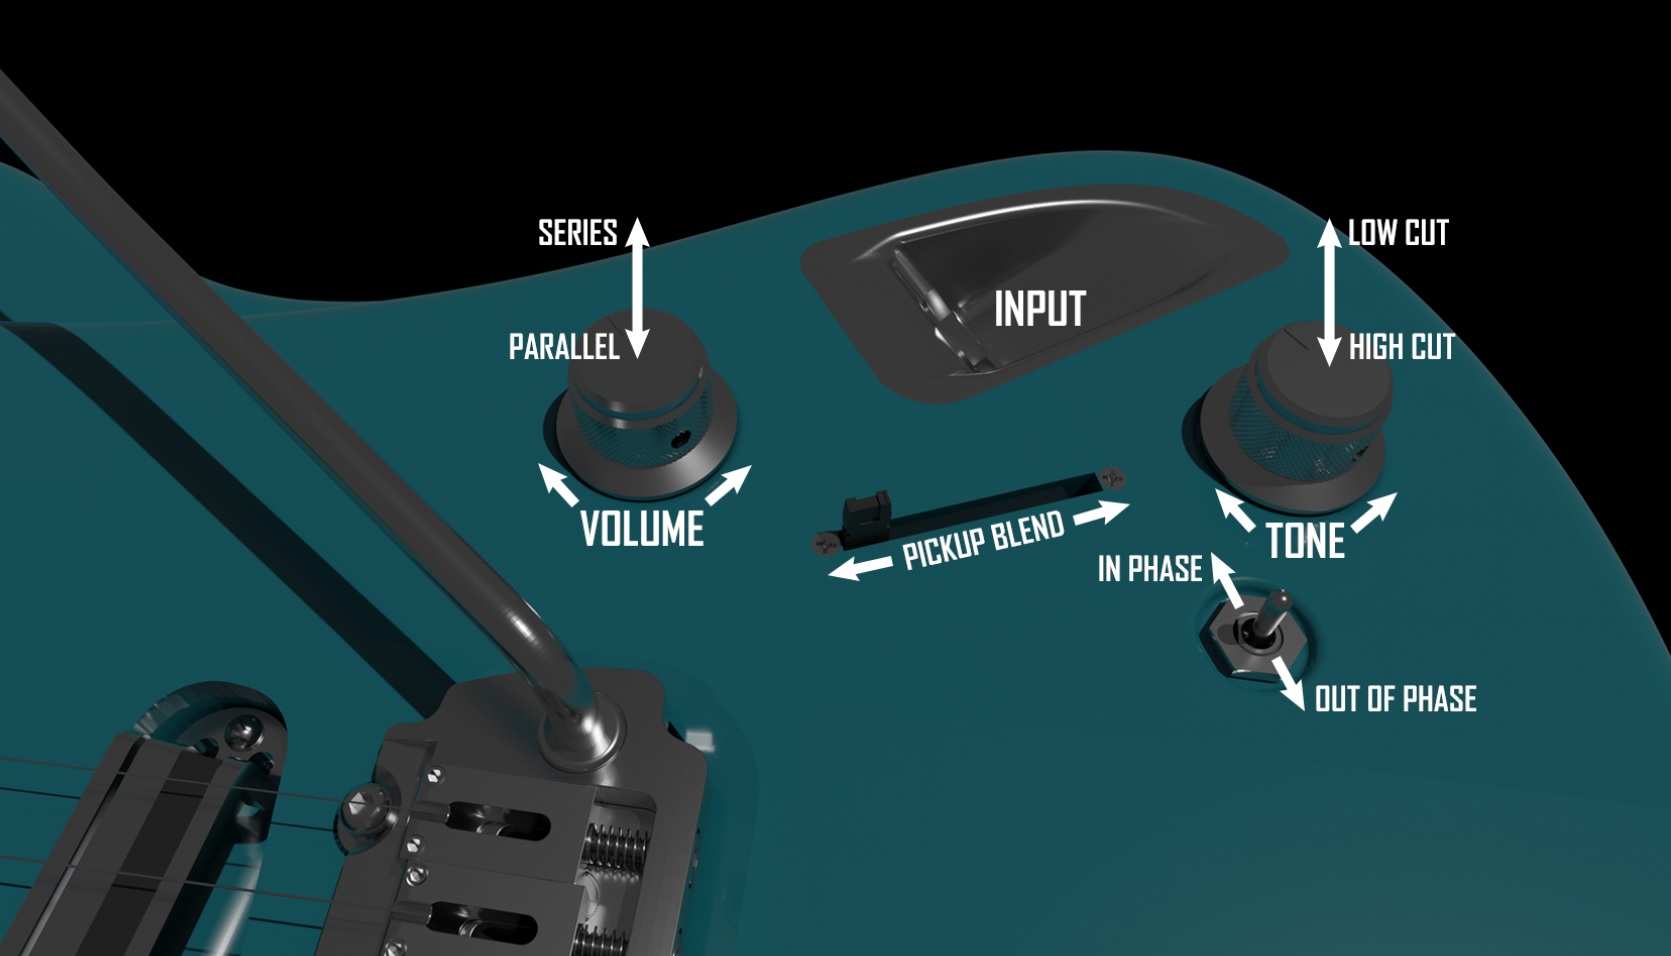 SERIES
LOW CUT
INPUT
PARALLEL
HIGH CUT
VOLUME
PICKUP BLEND
TONE
IN PHASE
OUT OF PHASE